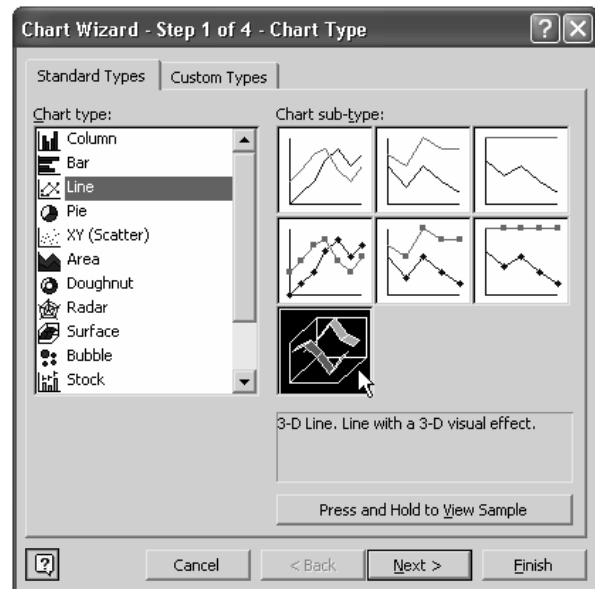 Chart Wizard - Step 1 of 4 - Chart Type
Standard Types
Custom Types
Chart type:
Column
Bar
Line
Pie
XY (Scatter)
Area
Doughnut
Radar
Surface
Bubble
Stock
Chart sub-type:
3-D Line. Line with a 3-D visual effect.
Press and Hold to View Sample
Cancel
< Back
Next >
Finish